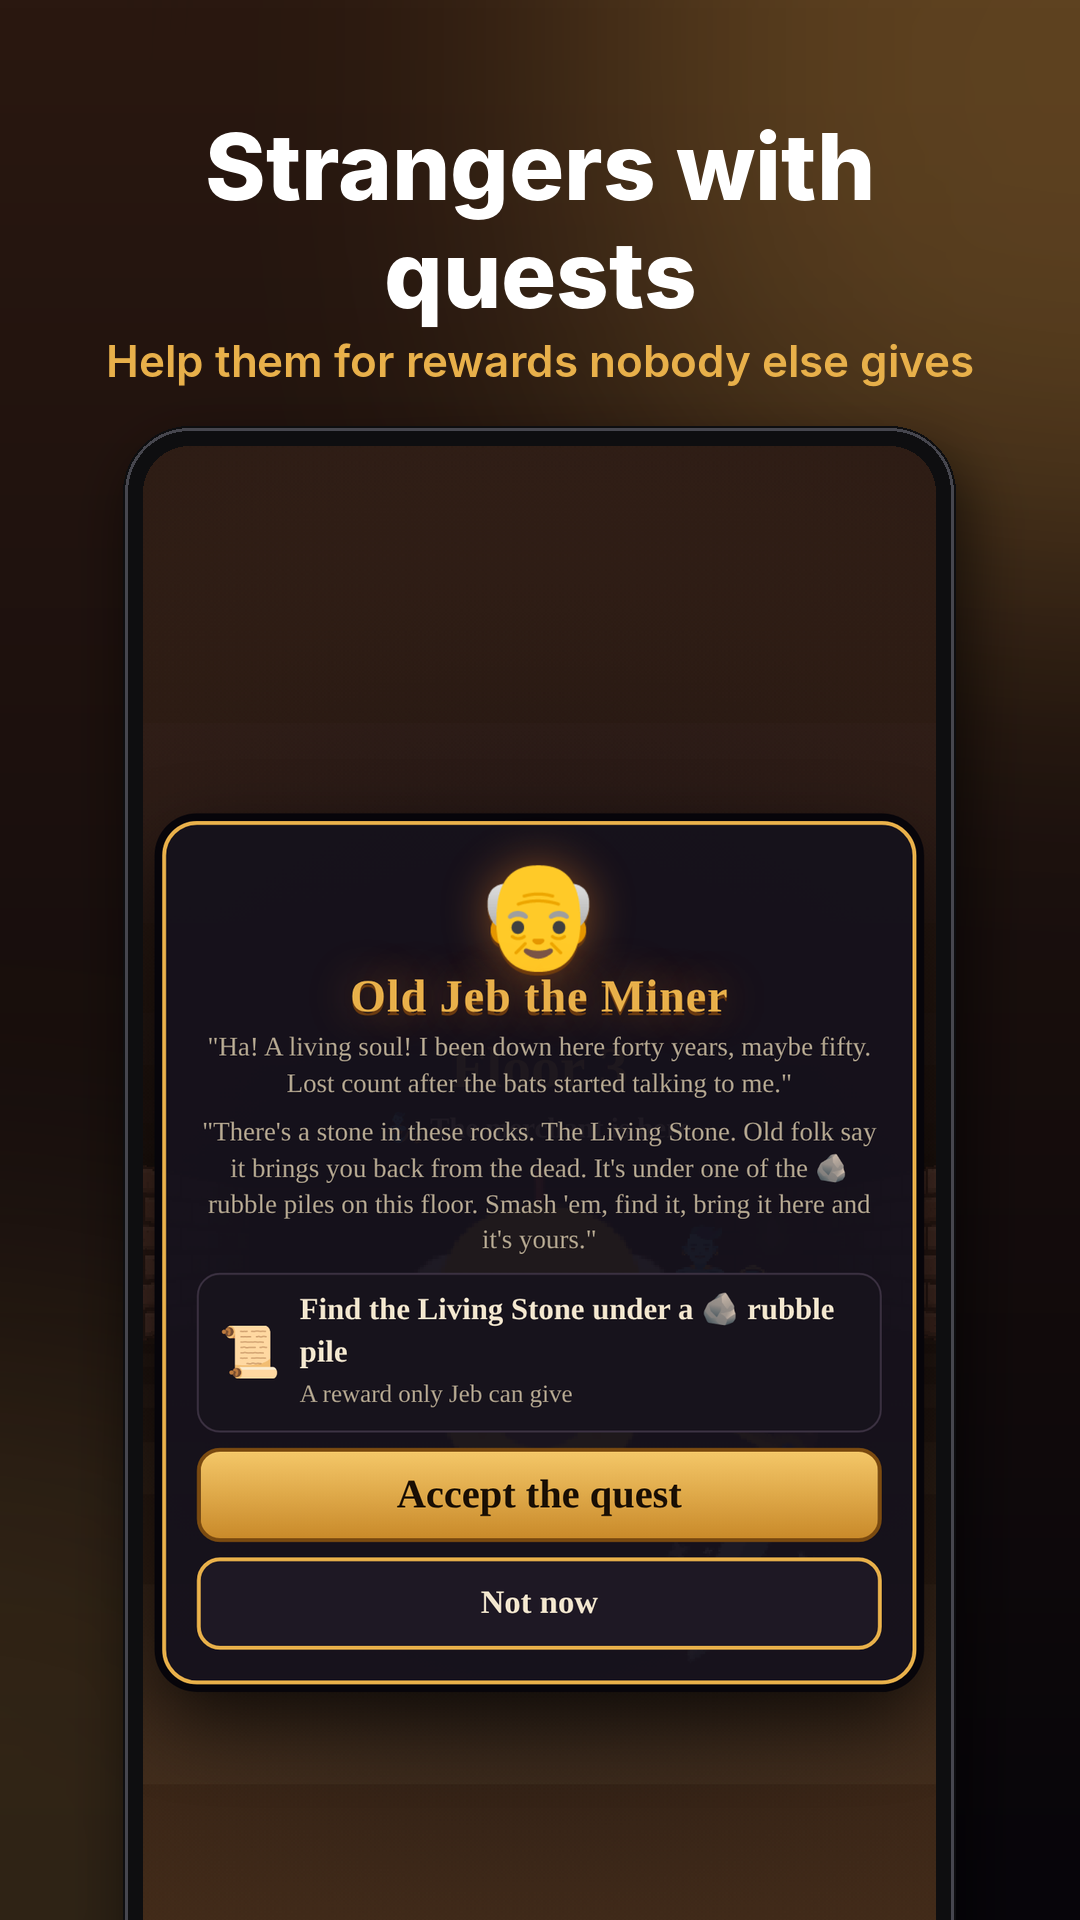 Strangers with
quests
Help them for rewards nobody else gives
Old Jeb the Miner
"Ha! A living soul! I been down here forty years, maybe fifty.
Lost count after the bats started talking to me."
"There's a stone in these rocks. The Living Stone. Old folk say
it brings you back from the dead. It's under one of the 🪨
rubble piles on this floor. Smash 'em, find it, bring it here and
it's yours."
Find the Living Stone under a 🪨 rubble
pile
A reward only Jeb can give
Accept the quest
Not now